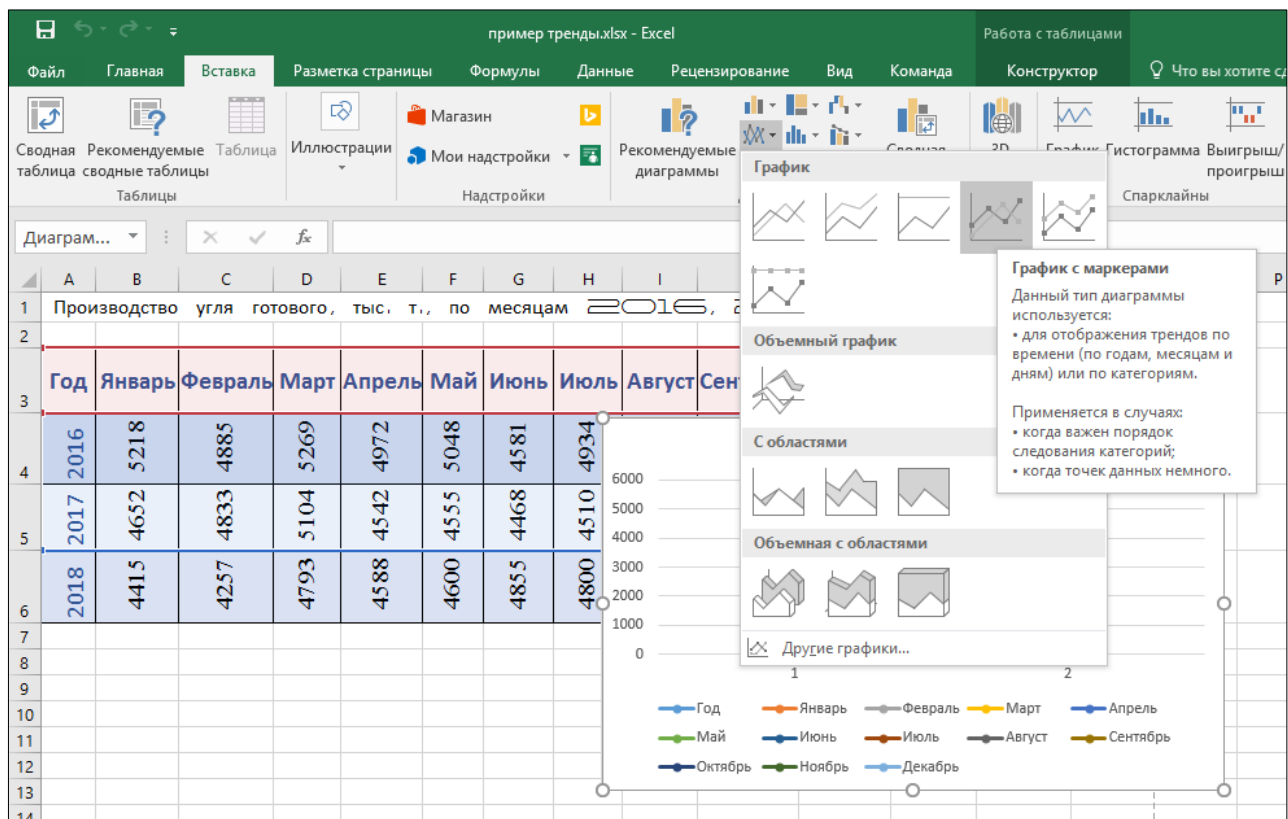 пример тренды.xlsx - Excel
Работа с таблицами
Файл Главная Вставка Разметка страницы Формулы Данные Рецензирование Вид Команда Конструктор Что вы хотите
Сводная таблица
Рекомендуемые сводные таблицы
Таблица
Таблицы
Иллюстрации
Магазин
Мои надстройки
Надстройки
Рекомендуемые диаграммы
График
Гистограмма
Выигрыш/
проигрыш
Спарклайны
Диаграм...
fx
График
График с маркерами
Данный тип диаграммы
используется:
• для отображения трендов по
времени (по годам, месяцам и
дням) или по категориям.
Применяется в случаях:
• когда важен порядок
следования категорий;
• когда точек данных немного.
Объемный график
С областями
Объемная с областями
Другие графики...
A B C D E F G H I P
1 Производство угля готового, тыс. т., по месяцам 2016,
2
3 Год Январь Февраль Март Апрель Май Июнь Июль Август
4 2016 5218 4885 5269 4972 5048 4581 4934
5 2017 4652 4833 5104 4542 4555 4468 4510
6 2018 4415 4257 4793 4588 4600 4855 4800
7
8
9
10
11
12
13
14
6000
5000
4000
3000
2000
1000
0
1 2
Год Январь Февраль Март Апрель
Май Июнь Июль Август Сентябрь
Октябрь Ноябрь Декабрь